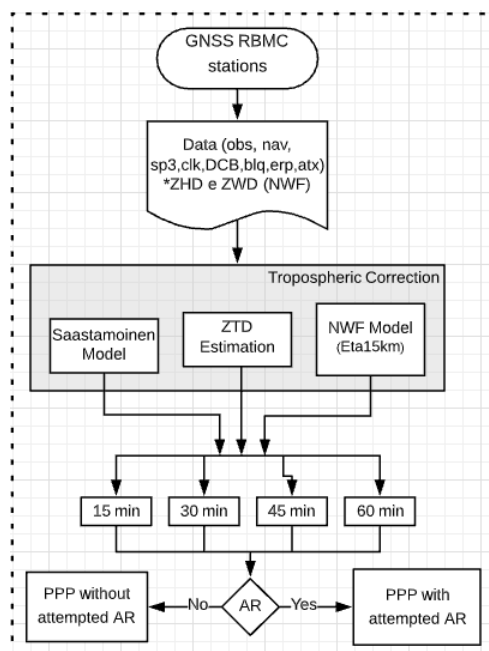 GNSS RBMC
stations
Data (obs, nav,
sp3,clk,DCB,blq,erp,atx)
*ZHD e ZWD (NWF)
Tropospheric Correction
Saastamoinen
Model
ZTD
Estimation
NWF Model
(Eta15km)
15 min
30 min
45 min
60 min
PPP without
attempted AR
No
AR
Yes
PPP with
attempted AR